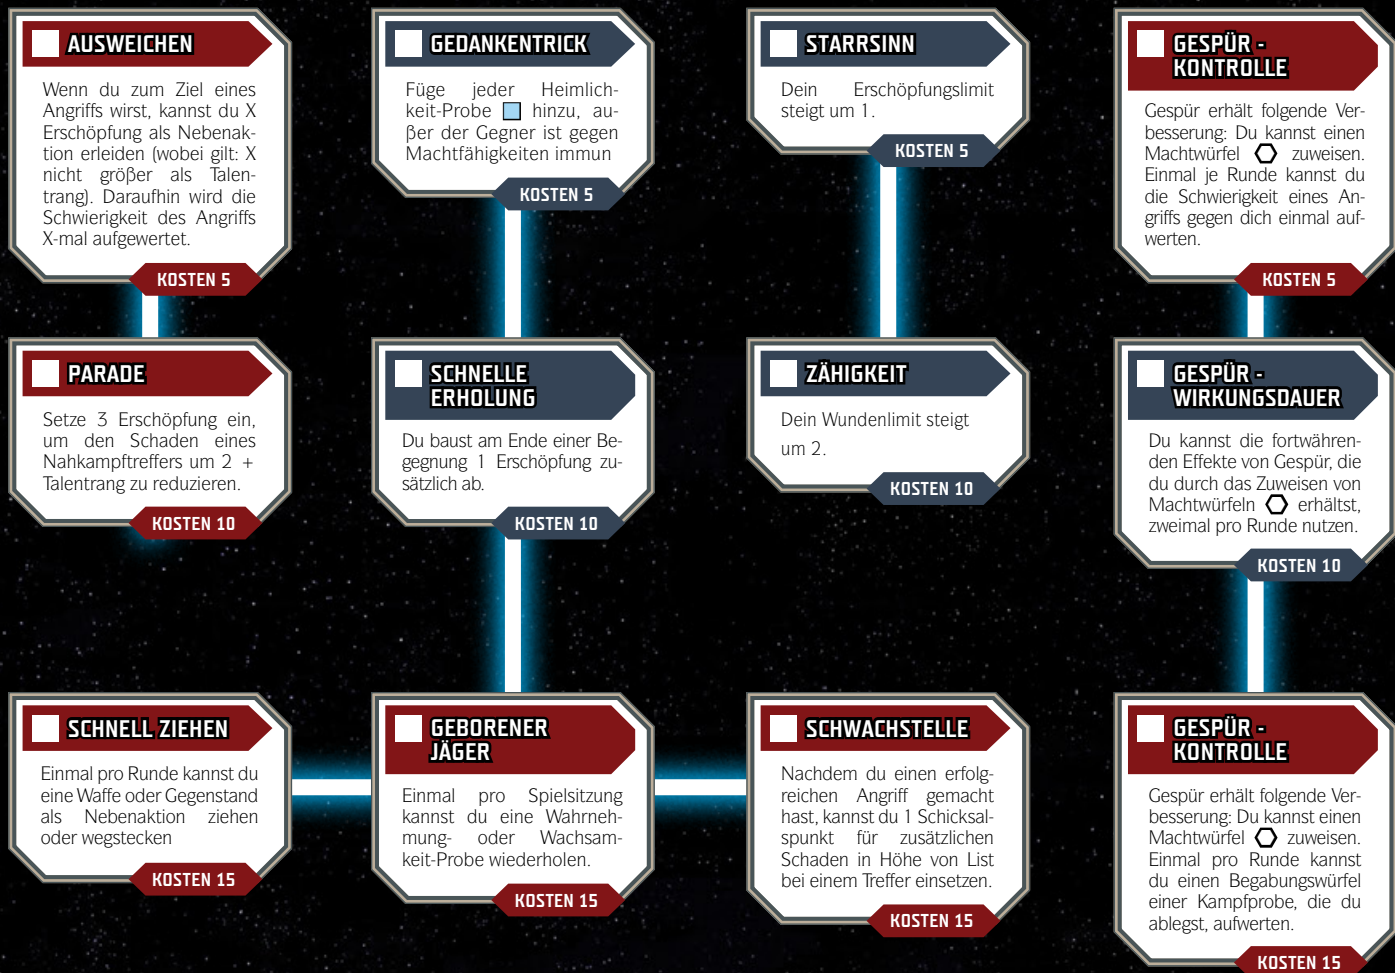 AUSWEICHEN
Wenn du zum Ziel eines
Angriffs wirst, kannst du X
Erschöpfung als Nebenak-
tion erleiden (wobei gilt: X
nicht größer als Talen-
trang). Daraufhin wird die
Schwierigkeit des Angriffs
X-mal aufgewertet.
KOSTEN 5
GEDANKENTRICK
Füge jeder Heimlich-
keit-Probe hinzu, au-
ßer der Gegner ist gegen
Machtfähigkeiten immun
KOSTEN 5
STARRSINN
Dein Erschöpfungslimit
steigt um 1.
KOSTEN 5
GESPÜR -
KONTROLLE
Gespür erhält folgende Ver-
besserung: Du kannst einen
Machtwürfel zuweisen.
Einmal je Runde kannst du
die Schwierigkeit eines An-
griffs gegen dich einmal auf-
werten.
KOSTEN 5
PARADE
Setze 3 Erschöpfung ein,
um den Schaden eines
Nahkampftreffers um 2 +
Talentrang zu reduzieren.
KOSTEN 10
SCHNELLE
ERHOLUNG
Du baust am Ende einer Be-
gegnung 1 Erschöpfung zu-
sätzlich ab.
KOSTEN 10
ZÄHIGKEIT
Dein Wundenlimit steigt
um 2.
KOSTEN 10
GESPÜR -
WIRKUNGSDAUER
Du kannst die fortwähren-
den Effekte von Gespür, die
du durch das Zuweisen von
Machtwürfeln erhältst,
zweimal pro Runde nutzen.
KOSTEN 10
SCHNELL ZIEHEN
Einmal pro Runde kannst du
eine Waffe oder Gegenstand
als Nebenaktion ziehen
oder wegstecken
KOSTEN 15
GEBORENER
JÄGER
Einmal pro Spielsitzung
kannst du eine Wahrneh-
mung- oder Wachsam-
keit-Probe wiederholen.
KOSTEN 15
SCHWACHSTELLE
Nachdem du einen erfolg-
reichen Angriff gemacht
hast, kannst du 1 Schicksal-
spunkt für zusätzlichen
Schaden in Höhe von List
bei einem Treffer einsetzen.
KOSTEN 15
GESPÜR -
KONTROLLE
Gespür erhält folgende Ver-
besserung: Du kannst einen
Machtwürfel zuweisen.
Einmal pro Runde kannst
du einen Begabungswürfel
einer Kampfprobe, die du
ablegst, aufwerten.
KOSTEN 15